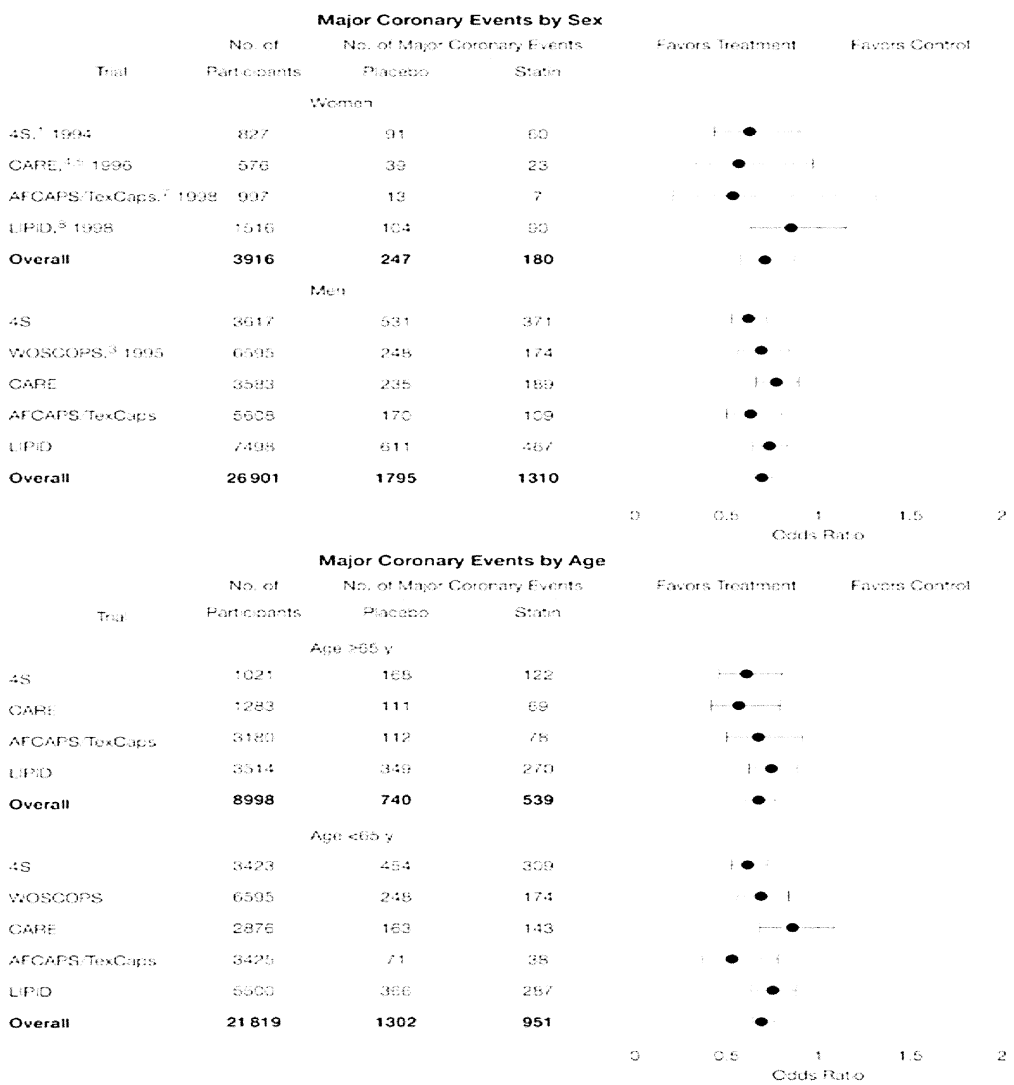 Major Coronary Events by Sex
No. of No. of Major Coronary Events Favors Treatment Favors Control
Trial Participants Placebo Statin
Women
4S, 1994 827 91 60
CARE, 1996 576 39 23
AFCAPS/TexCaps, 1998 997 13 7
LIPID, 1998 1516 104 90
Overall 3916 247 180
Men
4S 3617 531 371
WOSCOPS,³ 1995 6595 248 174
CARE 3583 235 189
AFCAPS/TexCaps 5608 170 109
LIPID 7498 611 467
Overall 26 901 1795 1310
0 0.5 1 1.5 2
Odds Ratio
Major Coronary Events by Age
No. of No. of Major Coronary Events Favors Treatment Favors Control
Trial Participants Placebo Statin
Age >65 y
4S 1021 168 122
CARE 1283 111 69
AFCAPS/TexCaps 3180 112 78
LIPID 3514 349 270
Overall 8998 740 539
Age <65 y
4S 3423 454 309
WOSCOPS 6595 248 174
CARE 2876 163 143
AFCAPS/TexCaps 3425 71 38
LIPID 5500 366 287
Overall 21 819 1302 951
0 0.5 1 1.5 2
Odds Ratio